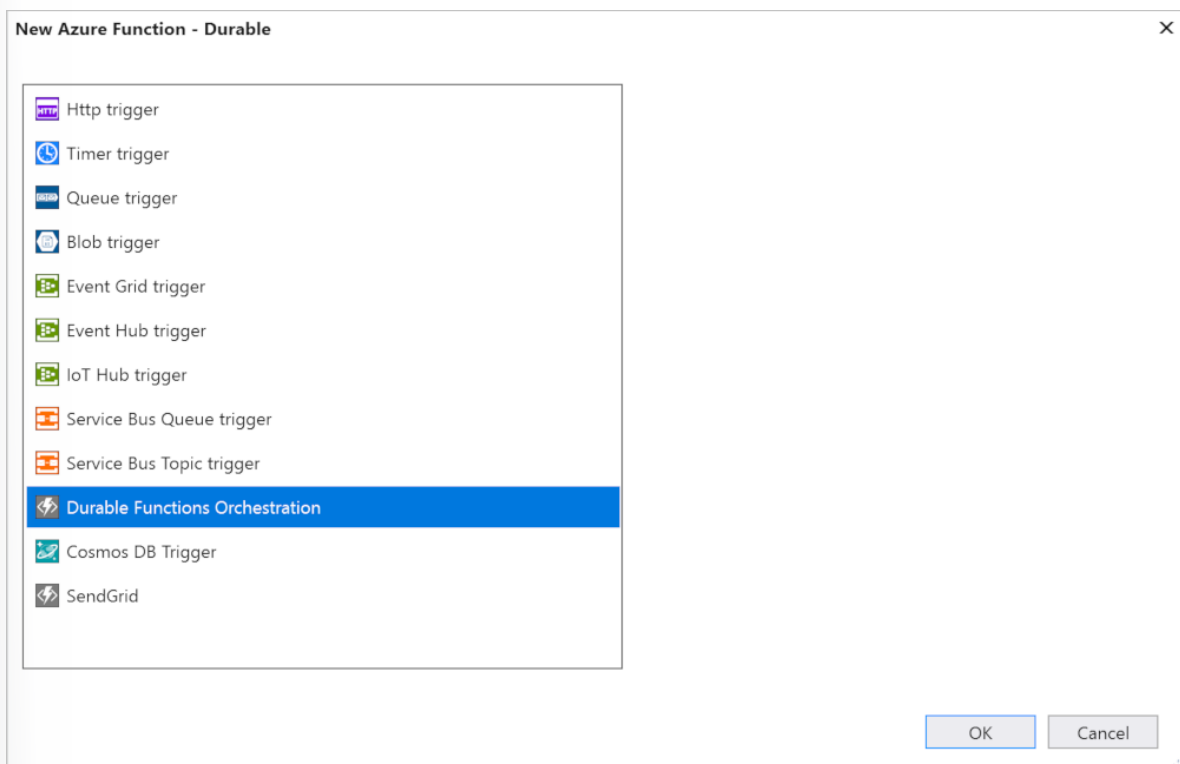 New Azure Function - Durable
HTTP
Http trigger
Timer trigger
Queue trigger
Blob trigger
Event Grid trigger
Event Hub trigger
IoT Hub trigger
Service Bus Queue trigger
Service Bus Topic trigger
Durable Functions Orchestration
Cosmos DB Trigger
SendGrid
OK
Cancel